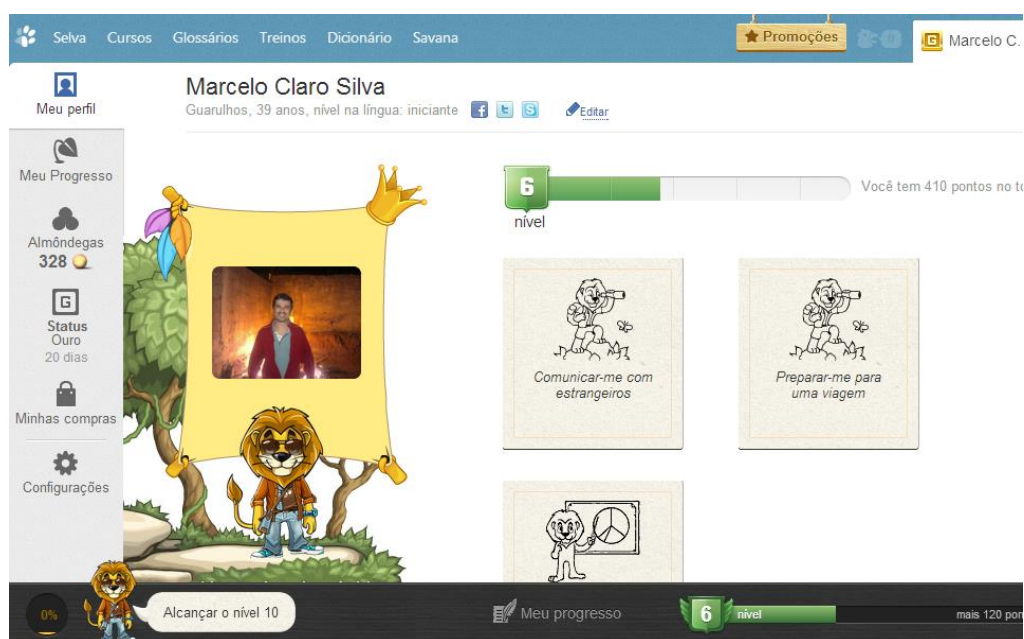 Selva Cursos Glossários Treinos Dicionário Savana
Promoções
G Marcelo C.
Meu perfil
Marcelo Claro Silva
Guarulhos, 39 anos, nível na língua: iniciante
Editar
Meu Progresso
Almôndegas
328
G
Status
Ouro
20 dias
Minhas compras
Configurações
6
nível
Você tem 410 pontos no
Comunicar-me com
estrangeiros
Preparar-me para
uma viagem
0%
Alcançar o nível 10
Meu progresso
6 nível
mais 120